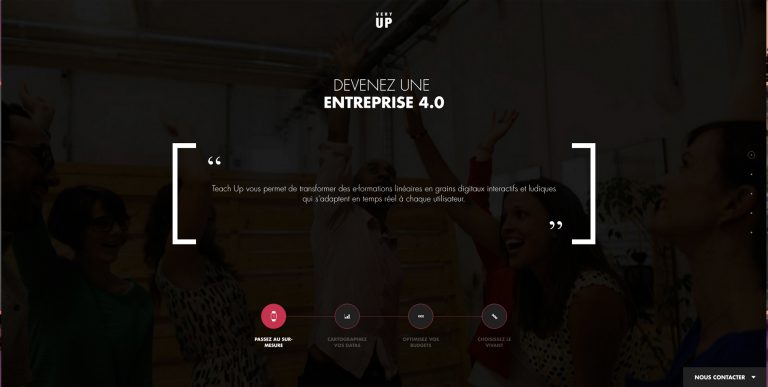 VERY
UP
DEVENEZ UNE
ENTREPRISE 4.0
“
Teach Up vous permet de transformer des e-formations linéaires en grains digitaux interactifs et ludiques
qui s'adaptent en temps réel à chaque utilisateur.
”
PASSEZ AU SUR-
MESURE
CARTOGRAPHIEZ
VOS DATAS
OPTIMISEZ VOS
BUDGETS
CHOISISSEZ LE
VIVANT
NOUS CONTACTER